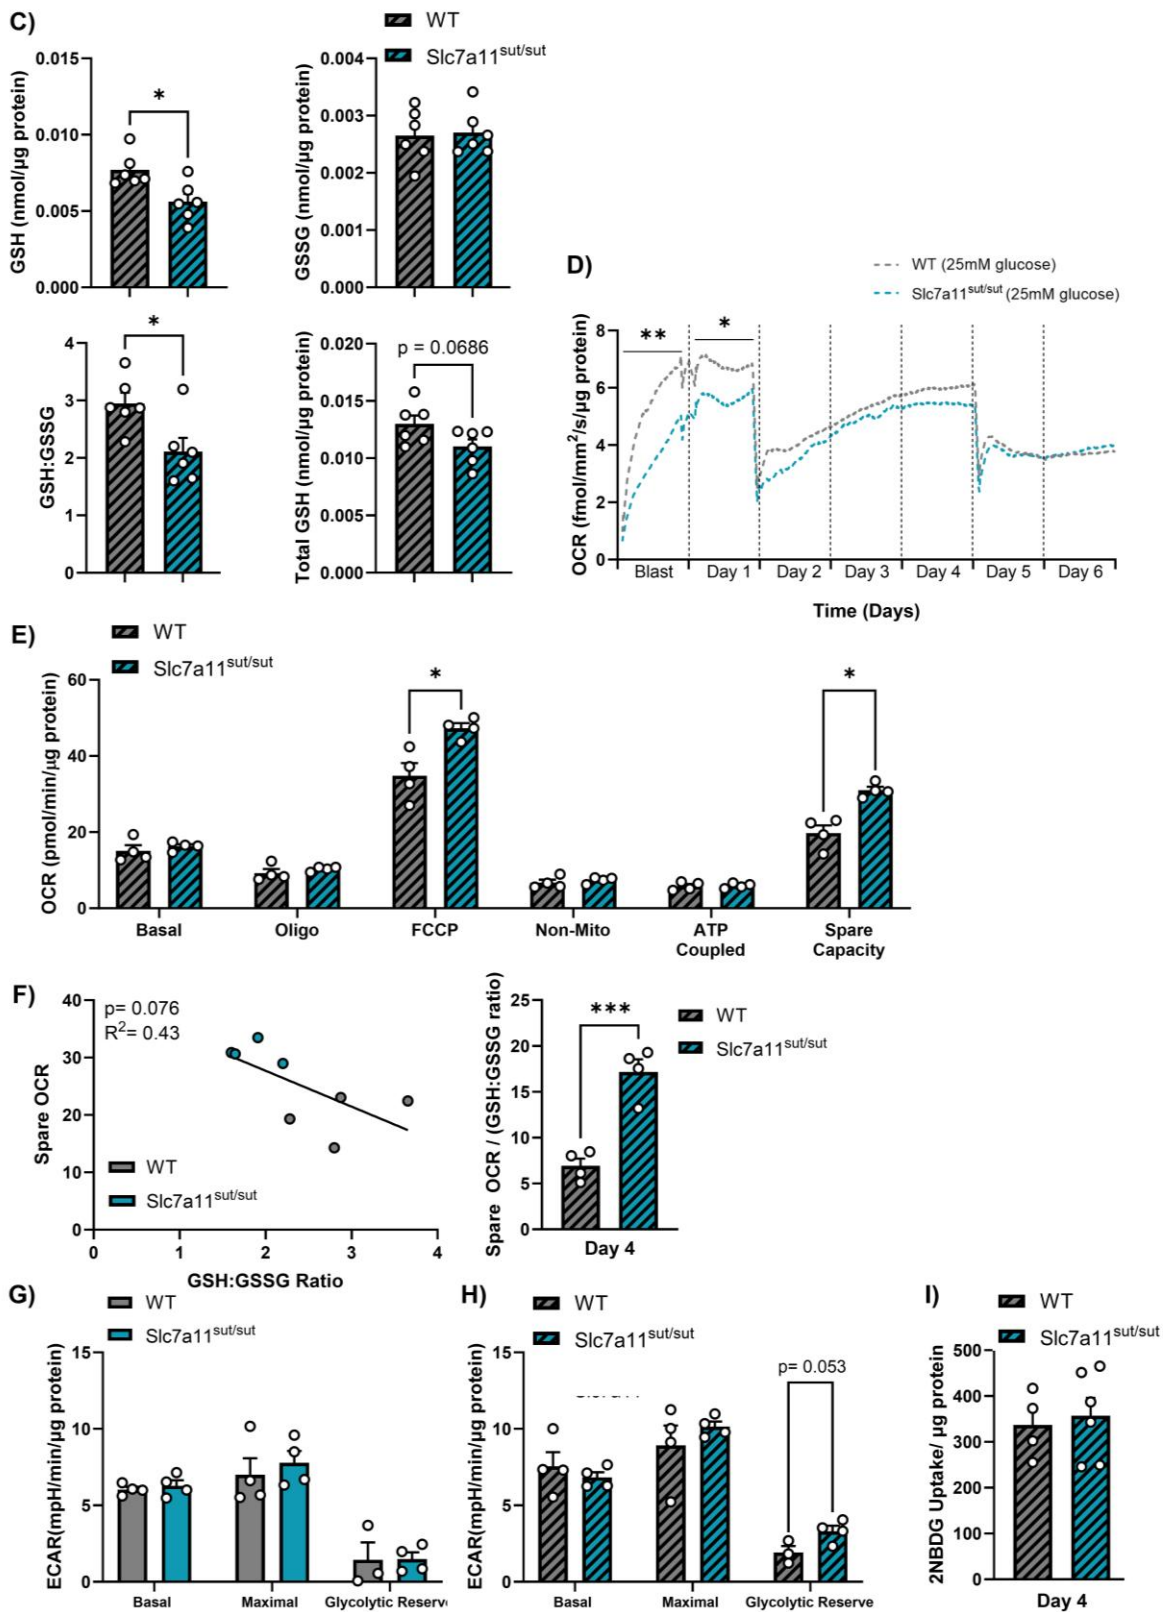 C)
WT
Slc7a11sut/sut
GSH (nmol/µg protein)
0.015
0.010
0.005
0.000
*
GSSG (nmol/µg protein)
0.004
0.003
0.002
0.001
0.000
GSH:GSSG
4
3
2
1
0
*
Total GSH (nmol/µg protein)
0.020
0.015
0.010
0.005
0.000
p = 0.0686
D)
WT (25mM glucose)
Slc7a11sut/sut (25mM glucose)
OCR (fmol/mm2/s/µg protein)
8
6
4
2
0
**
*
Blast Day 1 Day 2 Day 3 Day 4 Day 5 Day 6
Time (Days)
E)
WT
Slc7a11sut/sut
OCR (pmol/min/µg protein)
60
40
20
0
*
*
Basal Oligo FCCP Non-Mito ATP Coupled Spare Capacity
F)
Spare OCR
40
30
20
10
0
p= 0.076
R2= 0.43
WT
Slc7a11sut/sut
0 1 2 3 4
GSH:GSSG Ratio
Spare OCR / (GSH:GSSG ratio)
25
20
15
10
5
0
***
WT
Slc7a11sut/sut
Day 4
G)
WT
Slc7a11sut/sut
ECAR(mpH/min/µg protein)
15
10
5
0
Basal Maximal Glycolytic Reserve
H)
WT
Slc7a11sut/sut
ECAR(mpH/min/µg protein)
15
10
5
0
p= 0.053
Basal Maximal Glycolytic Reserve
I)
WT
Slc7a11sut/sut
2NBDG Uptake/ µg protein
500
400
300
200
100
0
Day 4